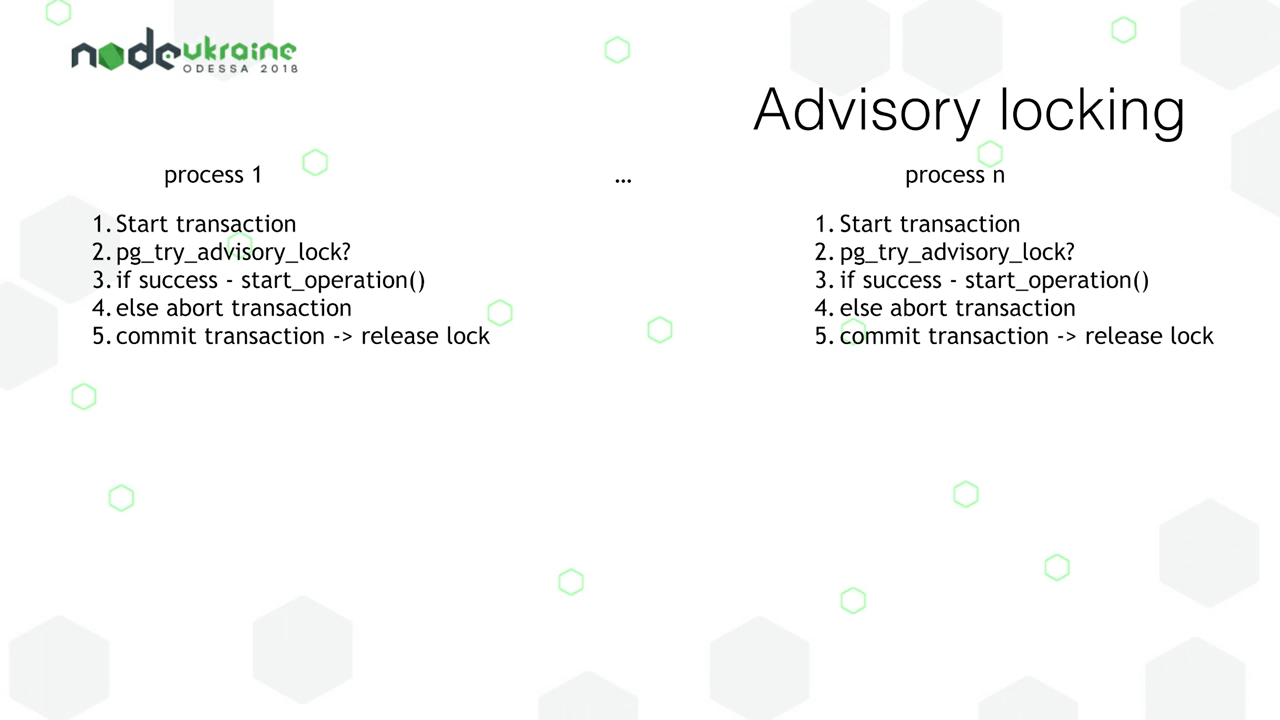 nodeukraine
ODESSA 2018
Advisory locking
process 1
...
process n
1. Start transaction
2. pg_try_advisory_lock?
3. if success - start_operation()
4. else abort transaction
5. commit transaction -> release lock
1. Start transaction
2. pg_try_advisory_lock?
3. if success - start_operation()
4. else abort transaction
5. commit transaction -> release lock